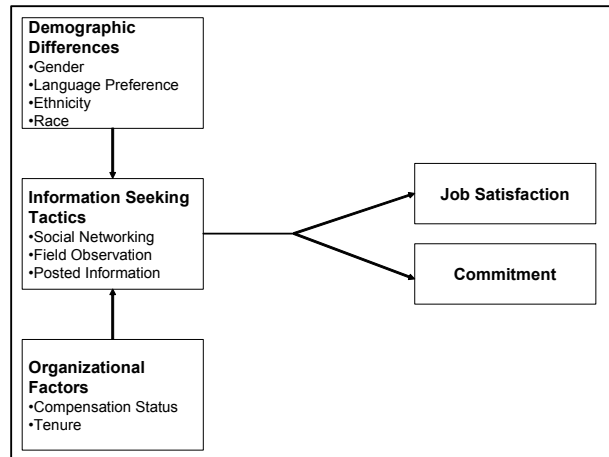 Demographic
Differences
•Gender
•Language Preference
•Ethnicity
•Race
Information Seeking
Tactics
•Social Networking
•Field Observation
•Posted Information
Job Satisfaction
Commitment
Organizational
Factors
•Compensation Status
•Tenure